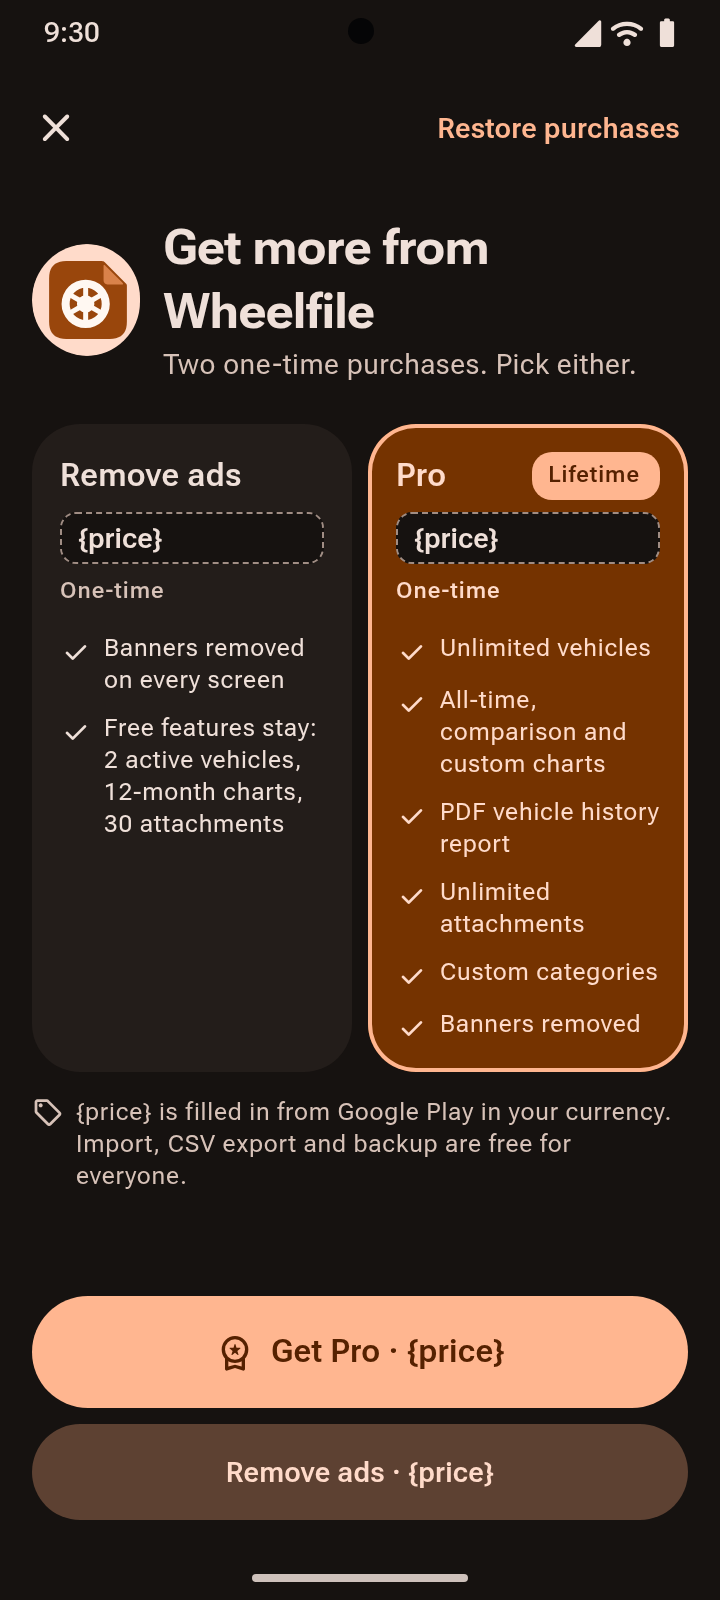 9:30
Restore purchases
Get more from
Wheelfile
Two one-time purchases. Pick either.
Remove ads
{price}
One-time
Banners removed
on every screen
Free features stay:
2 active vehicles,
12-month charts,
30 attachments
Pro
Lifetime
{price}
One-time
Unlimited vehicles
All-time,
comparison and
custom charts
PDF vehicle history
report
Unlimited
attachments
Custom categories
Banners removed
{price} is filled in from Google Play in your currency.
Import, CSV export and backup are free for
everyone.
Get Pro · {price}
Remove ads · {price}